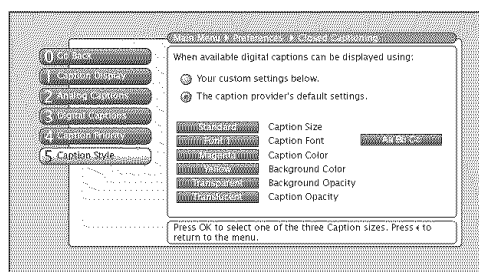 Main Menu ▸ Preferences ▸ Closed Captioning
0 Go Back
1 Caption Display
2 Analog Captions
3 Digital Captions
4 Caption Priority
5 Caption Style
When available digital captions can be displayed using:
Your custom settings below.
The caption provider's default settings.
Standard Caption Size
Font 1 Caption Font Aa Bb Cc
Magenta Caption Color
Yellow Background Color
Transparent Background Opacity
Translucent Caption Opacity
Press OK to select one of the three Caption sizes. Press ◂ to
return to the menu.